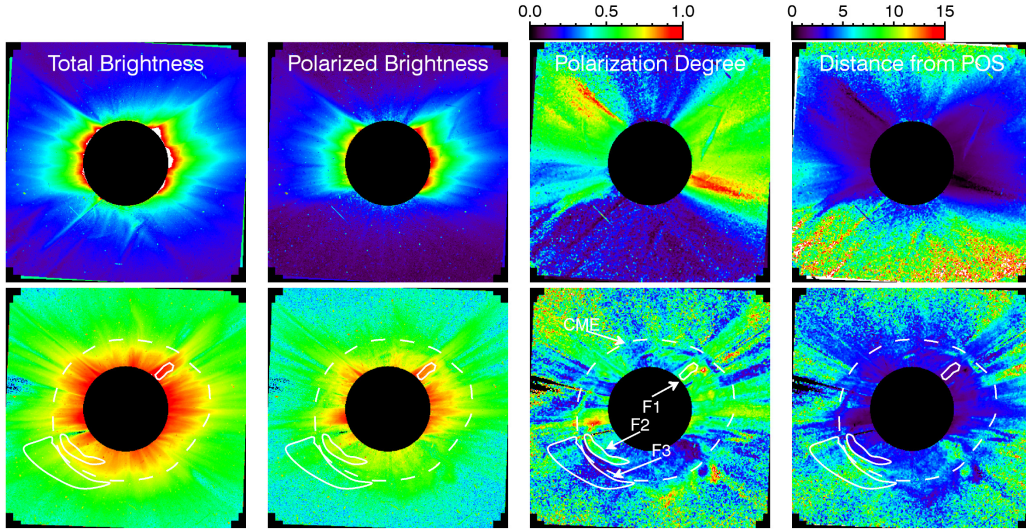 0.0 0.5 1.0
0 5 10 15
Total Brightness
Polarized Brightness
Polarization Degree
Distance from POS
CME
F1
F2
F3